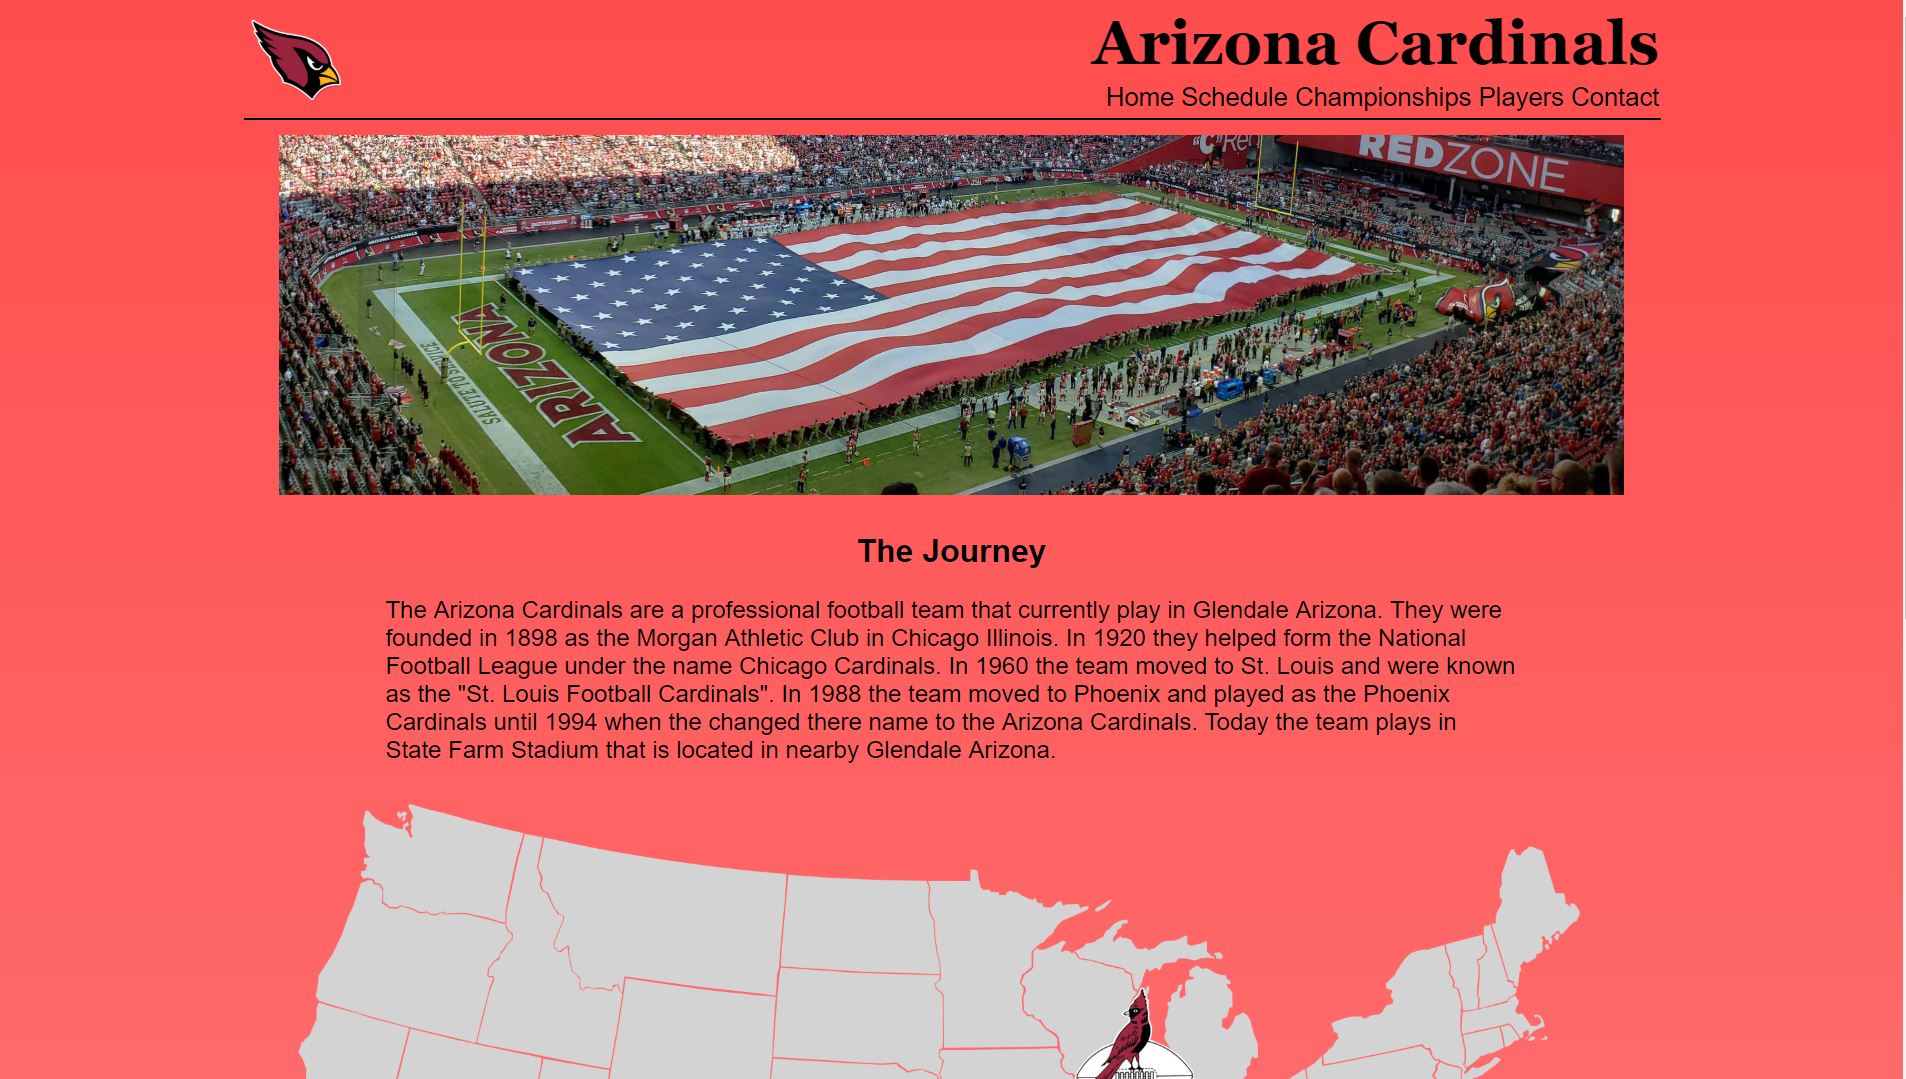 Arizona Cardinals
Home Schedule Championships Players Contact
REDZONE
ARIZONA
SALUTE TO SERVICE
The Journey
The Arizona Cardinals are a professional football team that currently play in Glendale Arizona. They were
founded in 1898 as the Morgan Athletic Club in Chicago Illinois. In 1920 they helped form the National
Football League under the name Chicago Cardinals. In 1960 the team moved to St. Louis and were known
as the "St. Louis Football Cardinals". In 1988 the team moved to Phoenix and played as the Phoenix
Cardinals until 1994 when the changed there name to the Arizona Cardinals. Today the team plays in
State Farm Stadium that is located in nearby Glendale Arizona.